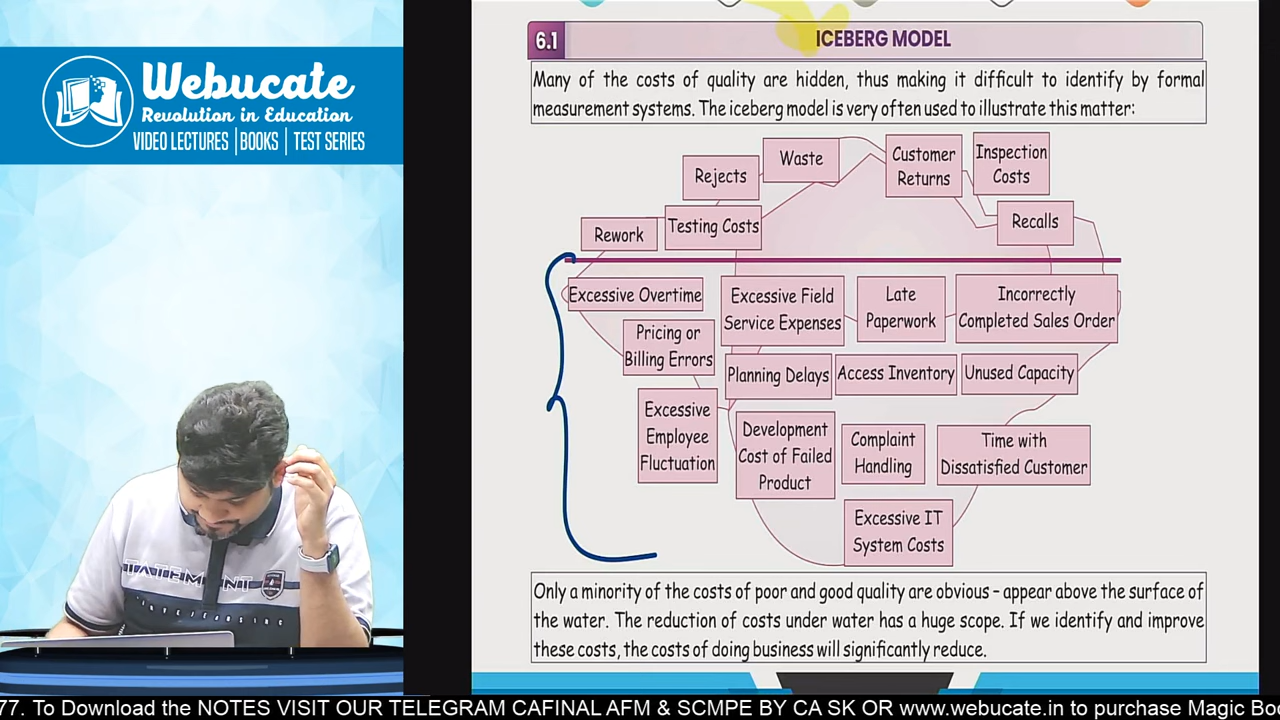 Webucate
Revolution in Education
VIDEO LECTURES | BOOKS | TEST SERIES
6.1
ICEBERG MODEL
Many of the costs of quality are hidden, thus making it difficult to identify by formal
measurement systems. The iceberg model is very often used to illustrate this matter:
Waste
Customer
Returns
Inspection
Costs
Rejects
Rework
Testing Costs
Recalls
Excessive Overtime
Excessive Field
Service Expenses
Late
Paperwork
Incorrectly
Completed Sales Order
Pricing or
Billing Errors
Planning Delays
Access Inventory
Unused Capacity
Excessive
Employee
Fluctuation
Development
Cost of Failed
Product
Complaint
Handling
Time with
Dissatisfied Customer
Excessive IT
System Costs
Only a minority of the costs of poor and good quality are obvious – appear above the surface of
the water. The reduction of costs under water has a huge scope. If we identify and improve
these costs, the costs of doing business will significantly reduce.
77. To Download the NOTES VISIT OUR TELEGRAM CAFINAL AFM & SCMPE BY CA SK OR www.webucate.in to purchase Magic Boo